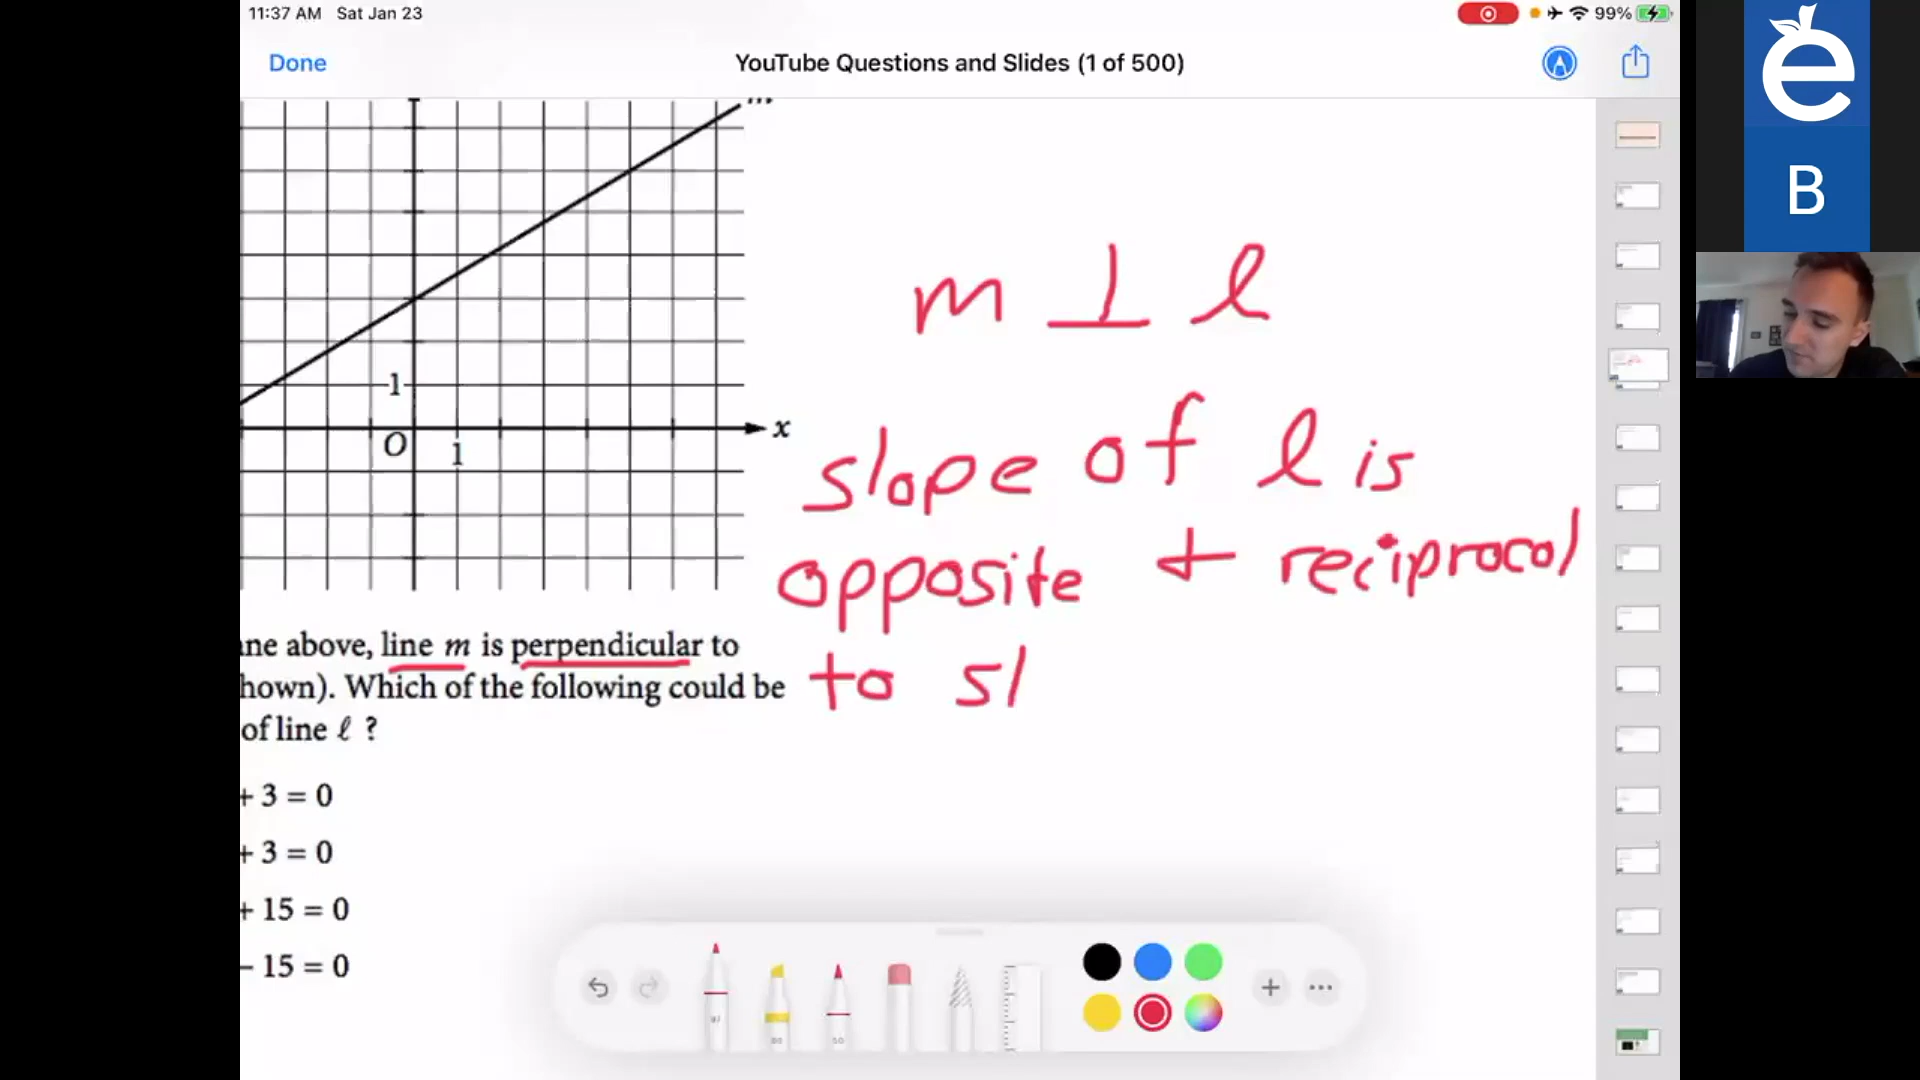 11:37 AM Sat Jan 23
99%
Done
YouTube Questions and Slides (1 of 500)
e
B
m ⊥ l
1
x
O
1
slope of l is
opposite + reciprocol
to sl
ne above, line m is perpendicular to
hown). Which of the following could be
of line ℓ ?
+ 3 = 0
+ 3 = 0
+ 15 = 0
− 15 = 0